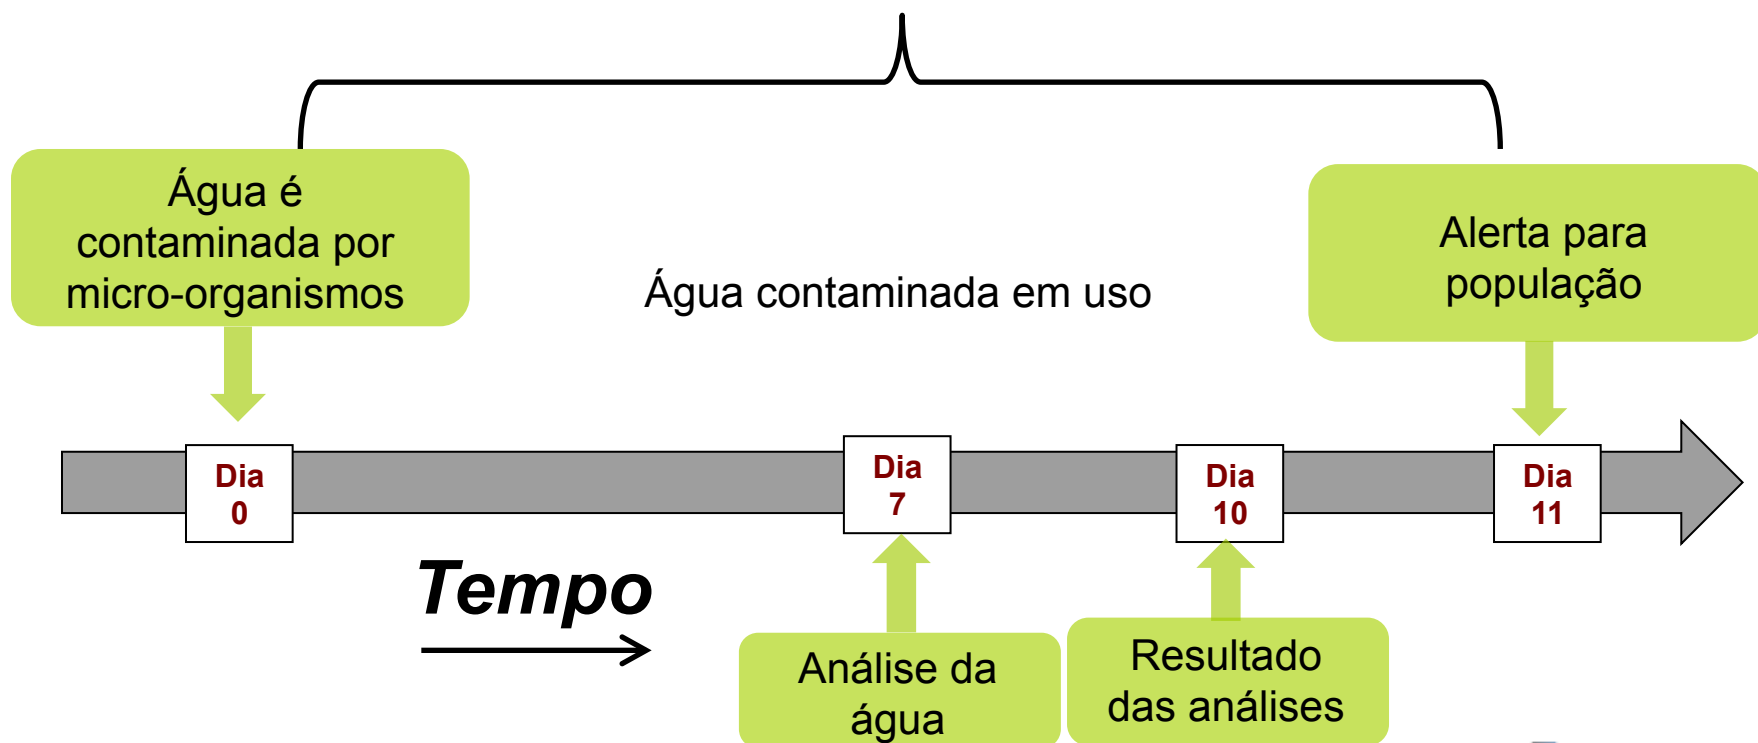 Água é
contaminada por
micro-organismos
Água contaminada em uso
Alerta para
população
Dia
0
Dia
7
Dia
10
Dia
11
Tempo
Análise da
água
Resultado
das análises